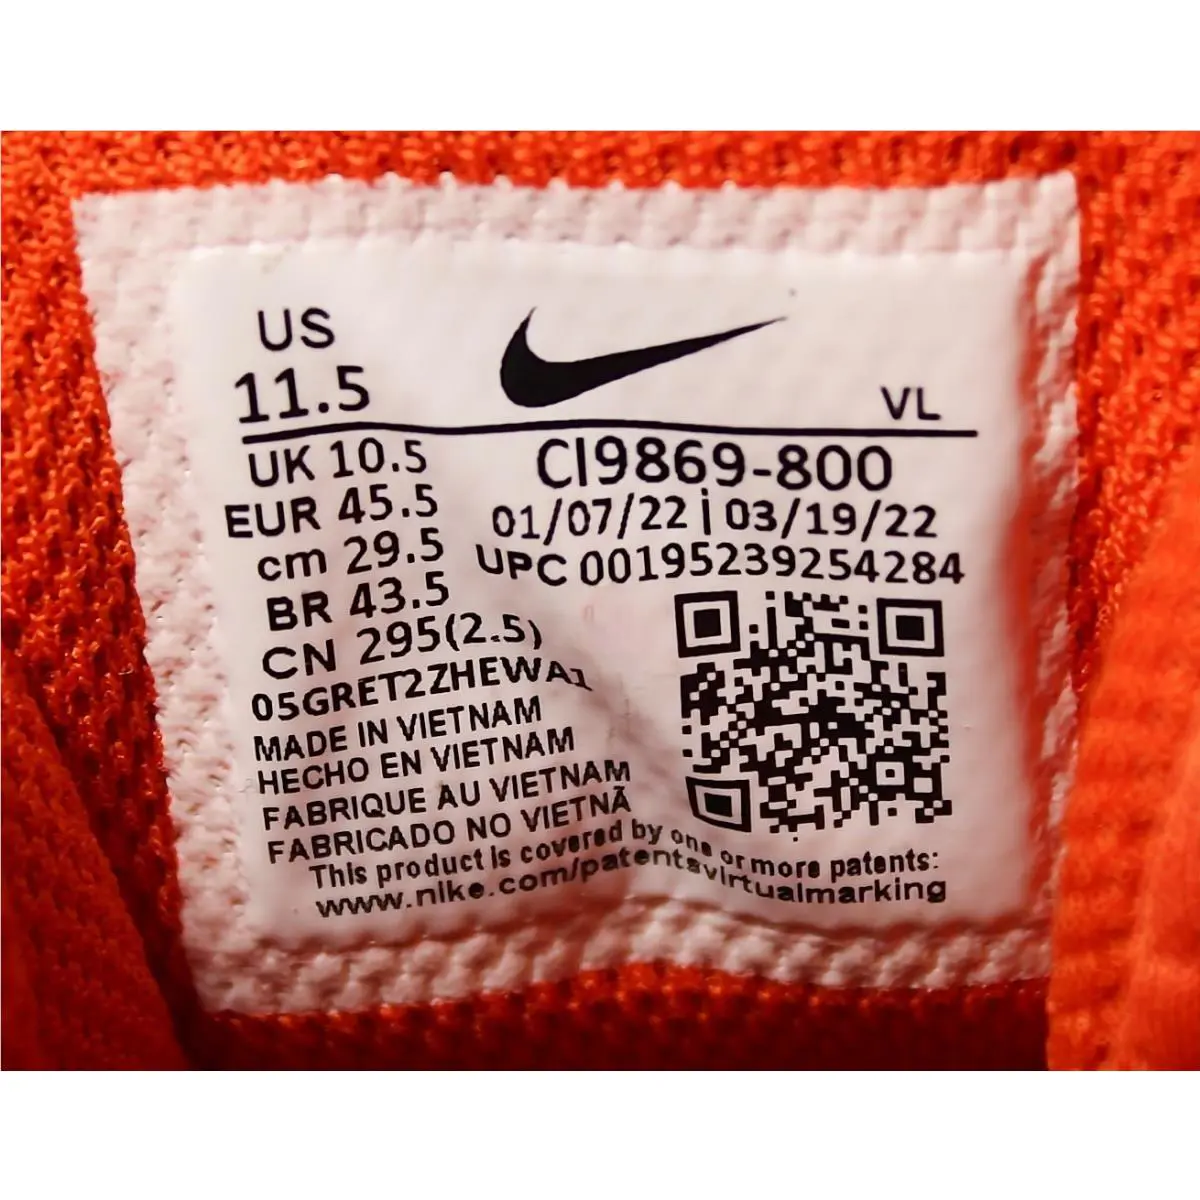 US
11.5
VL
UK 10.5
EUR 45.5
cm 29.5
BR 43.5
CN 295(2.5)
CI9869-800
01/07/22 | 03/19/22
UPC 00195239254284
05GRET2ZHEWA1
MADE IN VIETNAM
HECHO EN VIETNAM
FABRIQUE AU VIETNAM
FABRICADO NO VIETNÃ
This product is covered by one or more patents:
www.nike.com/patentsvirtualmarking